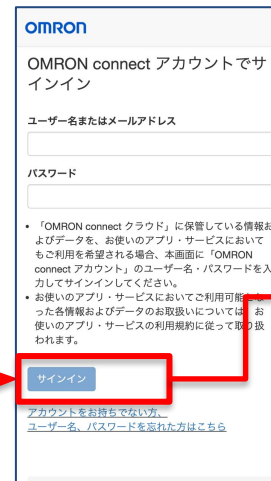 OMRON
OMRON connect アカウントでサ
インイン
ユーザー名またはメールアドレス
パスワード
• 「OMRON connect クラウド」に保管している情報お
よびデータを、お使いのアプリ・サービスにおいて
もご利用を希望される場合、本画面に「OMRON
connect アカウント」のユーザー名・パスワードを入
力してサインインしてください。
• お使いのアプリ・サービスにおいてご利用可能とな
った各情報およびデータのお取扱いについては、お
使いのアプリ・サービスの利用規約に従って取り扱
われます。
サインイン
アカウントをお持ちでない方、
ユーザー名、パスワードを忘れた方はこちら